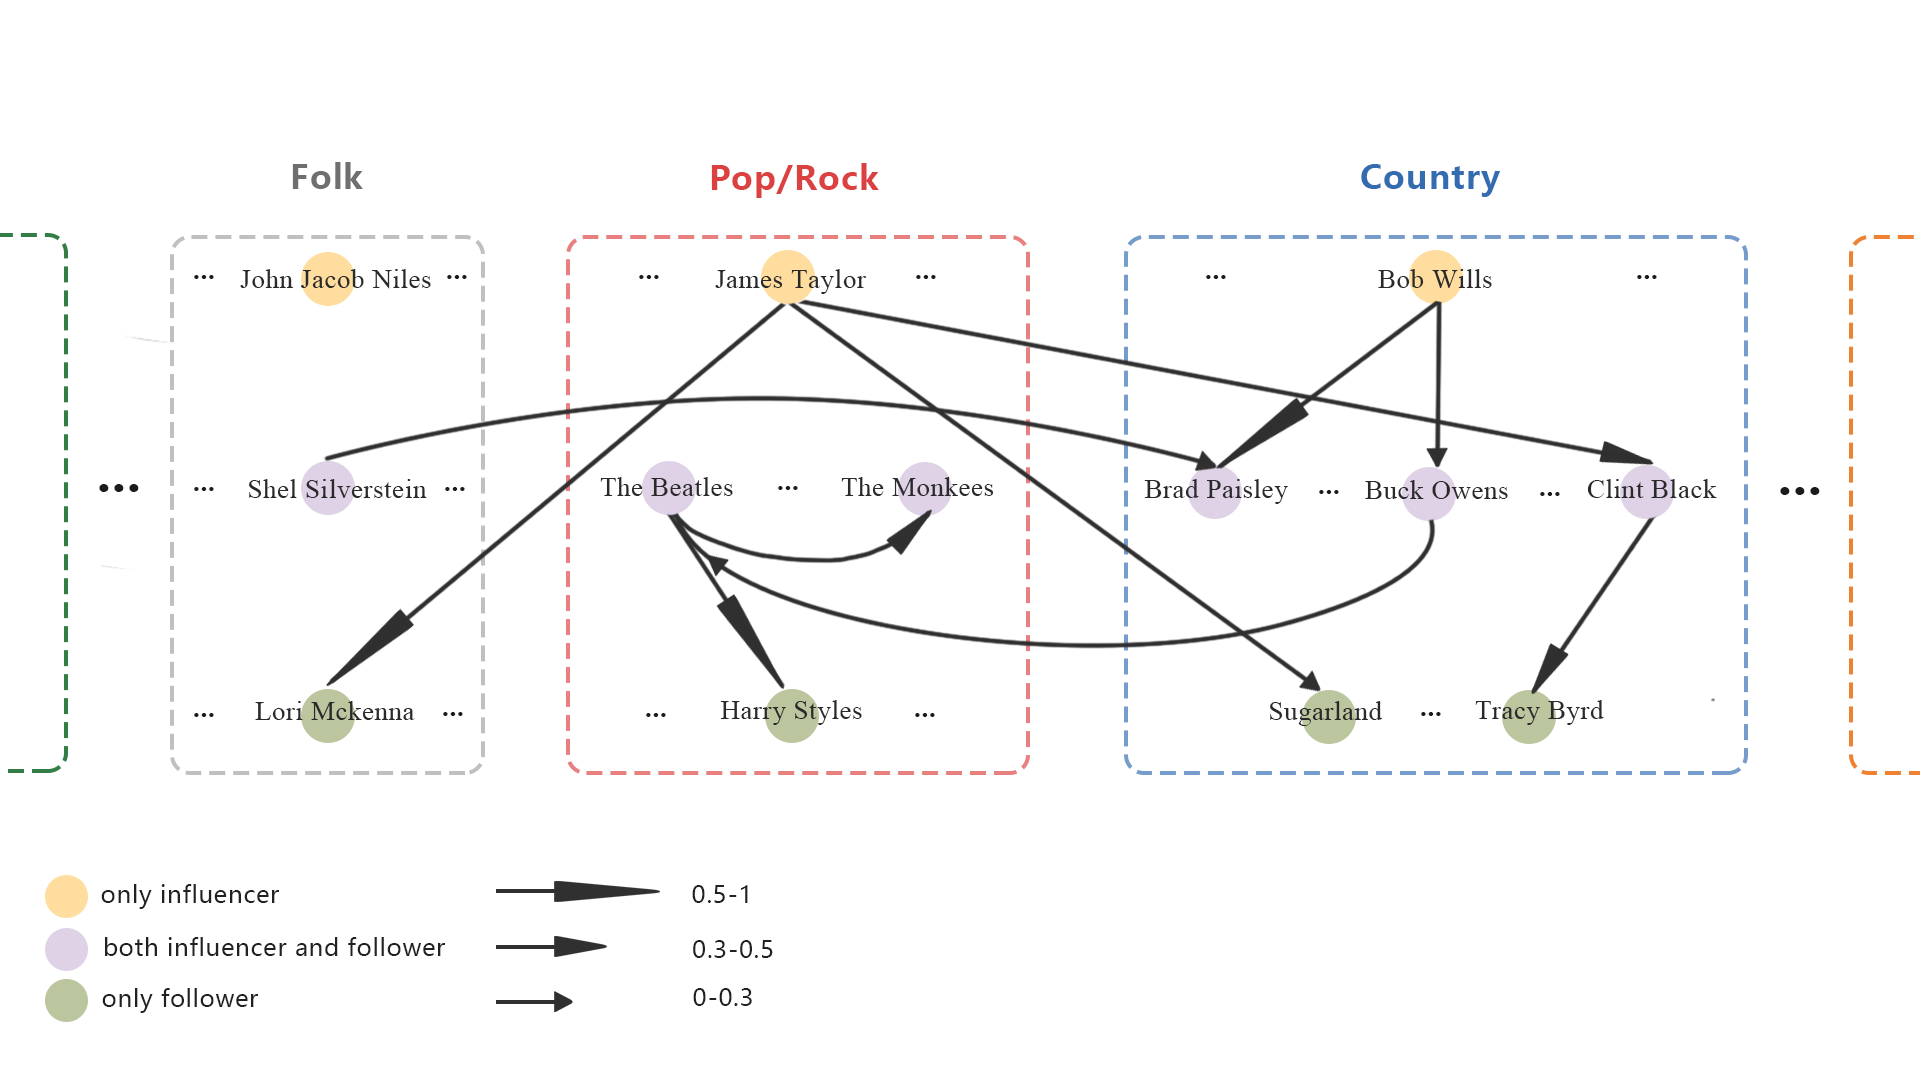 Folk
Pop/Rock
Country
... John Jacob Niles ...
... James Taylor ...
... Bob Wills ...
... ... Shel Silverstein ...
The Beatles ... The Monkees
Brad Paisley ... Buck Owens ... Clint Black ...
... Lori Mckenna ...
... Harry Styles ...
Sugarland ... Tracy Byrd
only influencer
0.5-1
both influencer and follower
0.3-0.5
only follower
0-0.3